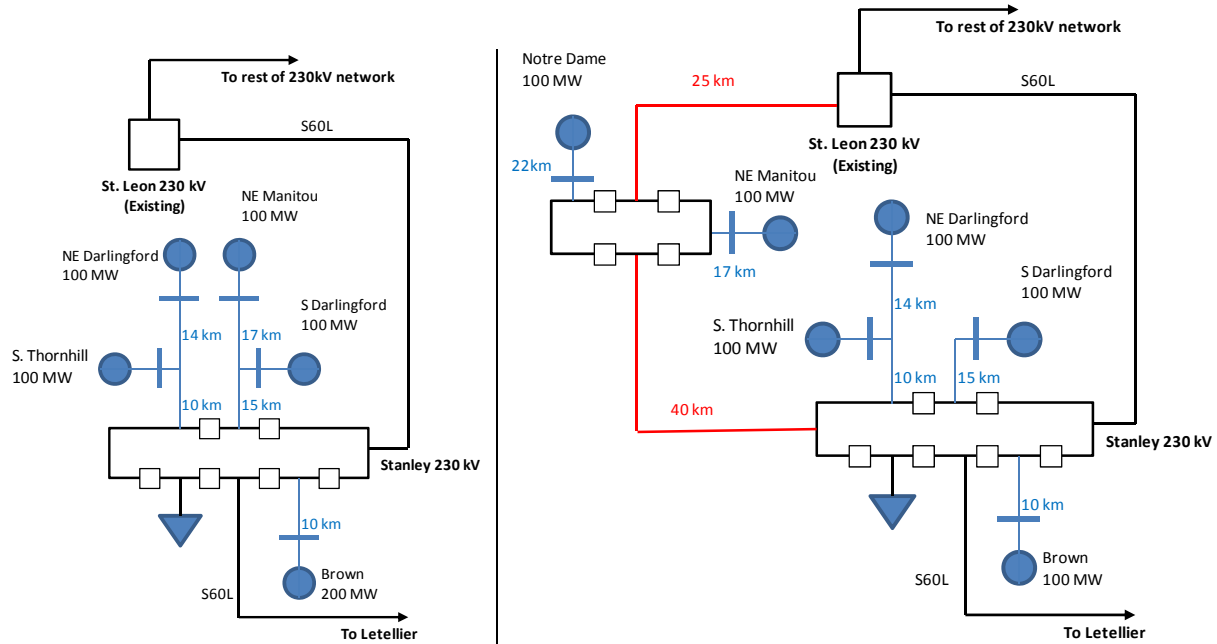 To rest of 230kV network
S60L
St. Leon 230 kV
(Existing)
NE Manitou
100 MW
NE Darlingford
100 MW
S Darlingford
100 MW
14 km
17 km
S. Thornhill
100 MW
10 km
15 km
Stanley 230 kV
10 km
Brown
200 MW
S60L
To Letellier
To rest of 230kV network
Notre Dame
100 MW
25 km
S60L
St. Leon 230 kV
(Existing)
22km
NE Manitou
100 MW
17 km
NE Darlingford
100 MW
S Darlingford
100 MW
14 km
S. Thornhill
100 MW
10 km
15 km
40 km
Stanley 230 kV
10 km
Brown
100 MW
S60L
To Letellier